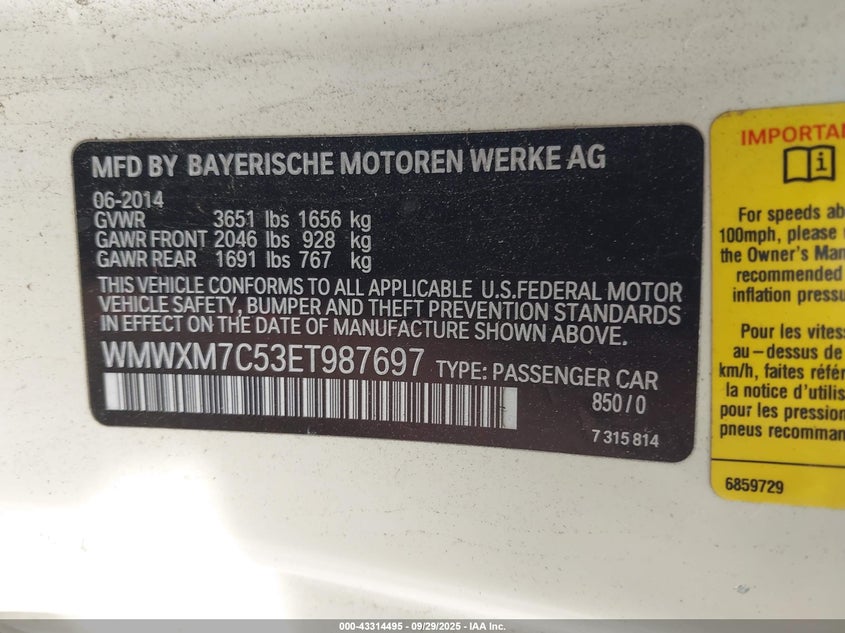 MFD BY BAYERISCHE MOTOREN WERKE AG
06-2014
GVWR 3651 lbs 1656 kg
GAWR FRONT 2046 lbs 928 kg
GAWR REAR 1691 lbs 767 kg
THIS VEHICLE CONFORMS TO ALL APPLICABLE U.S.FEDERAL MOTOR
VEHICLE SAFETY, BUMPER AND THEFT PREVENTION STANDARDS
IN EFFECT ON THE DATE OF MANUFACTURE SHOWN ABOVE.
WMWXM7C53ET987697 TYPE: PASSENGER CAR
850/0
7 315 814
IMPORTAN
i
For speeds ab
100mph, please
the Owner's Man
recommended
inflation pressu
Pour les vites
au-dessus de
km/h, faites réfé
la notice d'utilis
pour les pression
pneus recomman
6859729
000-43314495 - 09/29/2025 - IAA Inc.